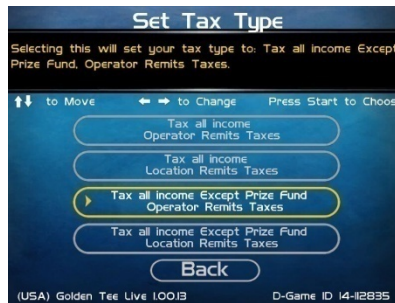 Set Tax Type
Selecting this will set your tax type to: Tax all income Except
Prize Fund, Operator Remits Taxes.
↑↓ to Move ← → to Change Press Start to Choos
Tax all income
Operator Remits Taxes
Tax all income
Location Remits Taxes
Tax all income Except Prize Fund
Operator Remits Taxes
Tax all income Except Prize Fund
Location Remits Taxes
Back
(USA) Golden Tee Live 1.00.13 D-Game ID 14-112835